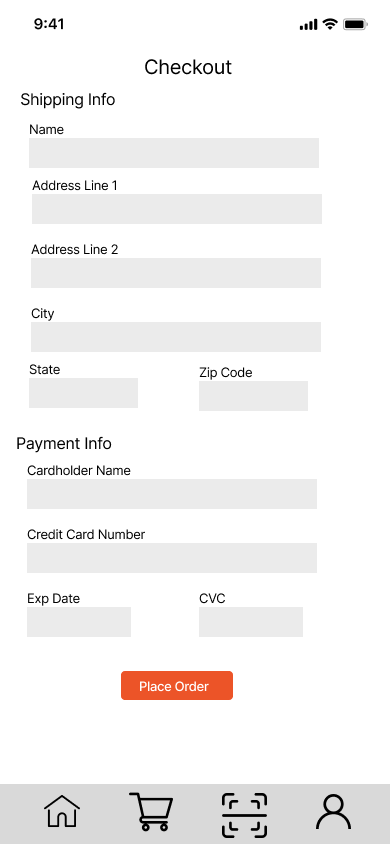 9:41
Checkout
Shipping Info
Name
Address Line 1
Address Line 2
City
State
Zip Code
Payment Info
Cardholder Name
Credit Card Number
Exp Date
CVC
Place Order